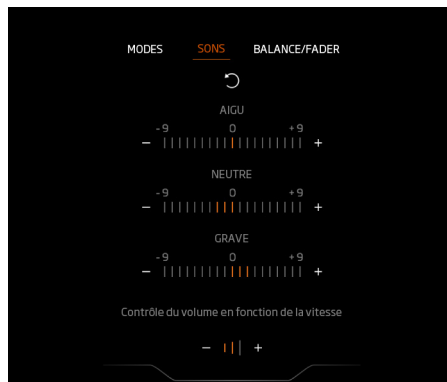 MODES SONS BALANCE/FADER
AIGU
-9 0 +9
− +
NEUTRE
-9 0 +9
− +
GRAVE
-9 0 +9
− +
Contrôle du volume en fonction de la vitesse
− +